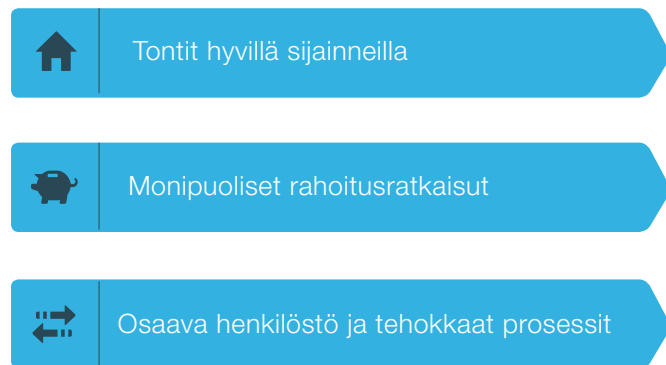 Tontit hyvillä sijainneilla
Monipuoliset rahoitusratkaisut
Osaava henkilöstö ja tehokkaat prosessit